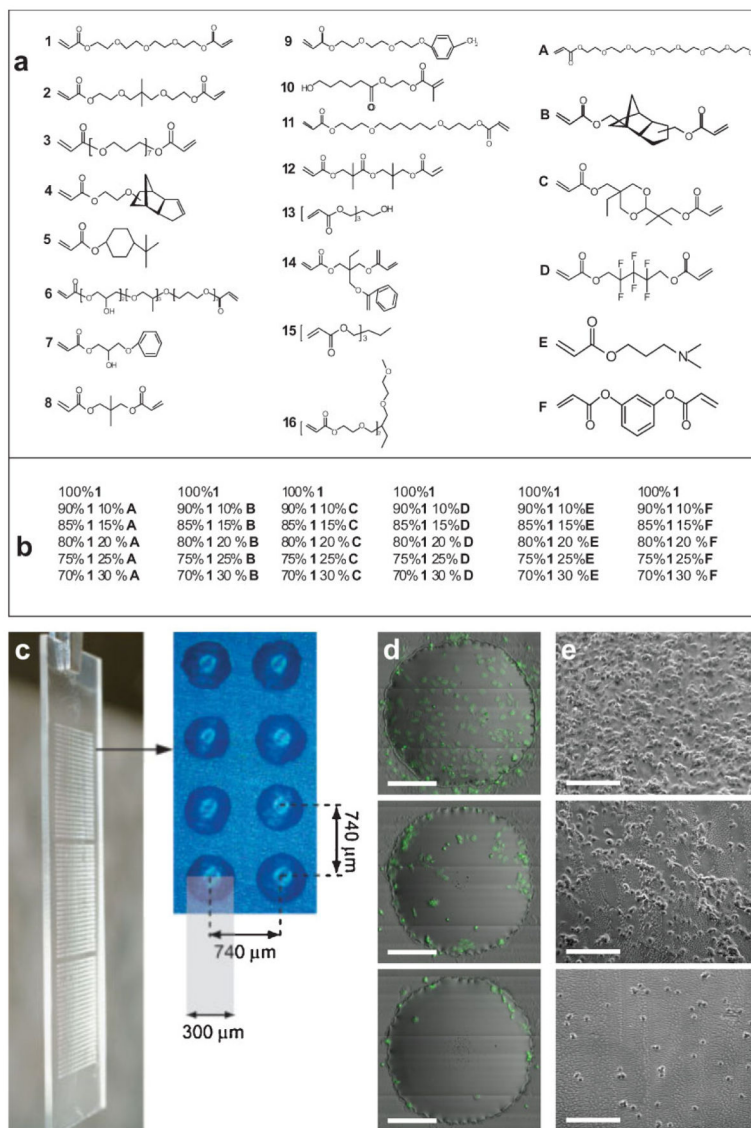 a
1
2
3
7
4
5
6
OH
7
OH
8
9
10
HO
11
12
13
OH
3
14
15
3
16
A
B
C
D
F F F
F F F
E
N
F
b
100%1
90%1 10% A
85%1 15% A
80%1 20 % A
75%1 25% A
70%1 30 % A
100%1
90%1 10% B
85%1 15% B
80%1 20 % B
75%1 25% B
70%1 30 % B
100%1
90%1 10% C
85%1 15% C
80%1 20 % C
75%1 25% C
70%1 30 % C
100%1
90%1 10% D
85%1 15% D
80%1 20 % D
75%1 25% D
70%1 30 % D
100%1
90%1 10%E
85%1 15%E
80%1 20 %E
75%1 25%E
70%1 30 %E
100%1
90%1 10%F
85%1 15%F
80%1 20 %F
75%1 25%F
70%1 30 %F
c
740 µm
740 µm
300 µm
d
e